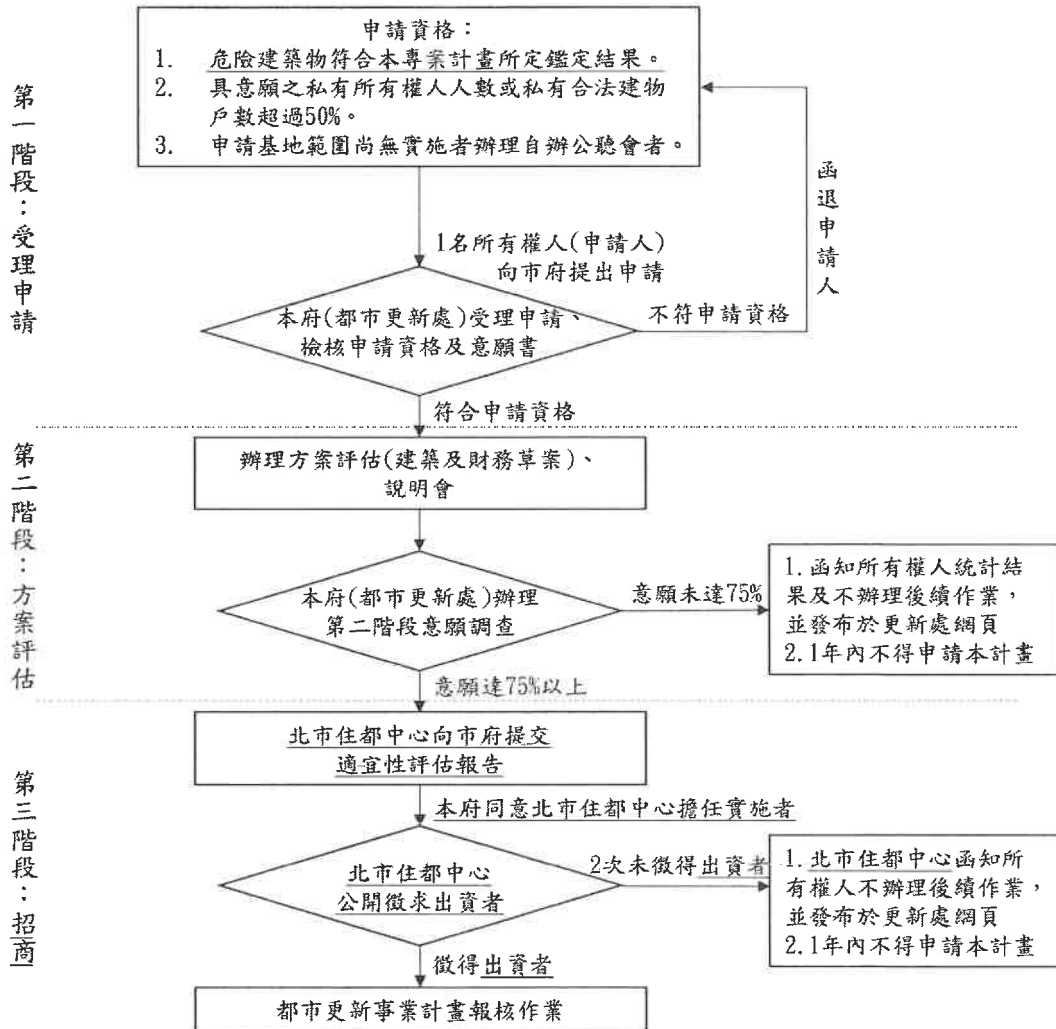 第一階段：受理申請
申請資格：
1. 危險建築物符合本專案計畫所定鑑定結果。
2. 具意願之私有所有權人人數或私有合法建物
戶數超過50%。
3. 申請基地範圍尚無實施者辦理自辦公聽會者。
函退申請人
1名所有權人(申請人)
向市府提出申請
本府(都市更新處)受理申請、
檢核申請資格及意願書
不符申請資格
符合申請資格
第二階段：方案評估
辦理方案評估(建築及財務草案)、
說明會
本府(都市更新處)辦理
第二階段意願調查
意願未達75%
1.函知所有權人統計結
果及不辦理後續作業，
並發布於更新處網頁
2.1年內不得申請本計畫
意願達75%以上
第三階段：招商
北市住都中心向市府提交
適宜性評估報告
本府同意北市住都中心擔任實施者
北市住都中心
公開徵求出資者
2次未徵得出資者
1.北市住都中心函知所
有權人不辦理後續作業，
並發布於更新處網頁
2.1年內不得申請本計畫
徵得出資者
都市更新事業計畫報核作業